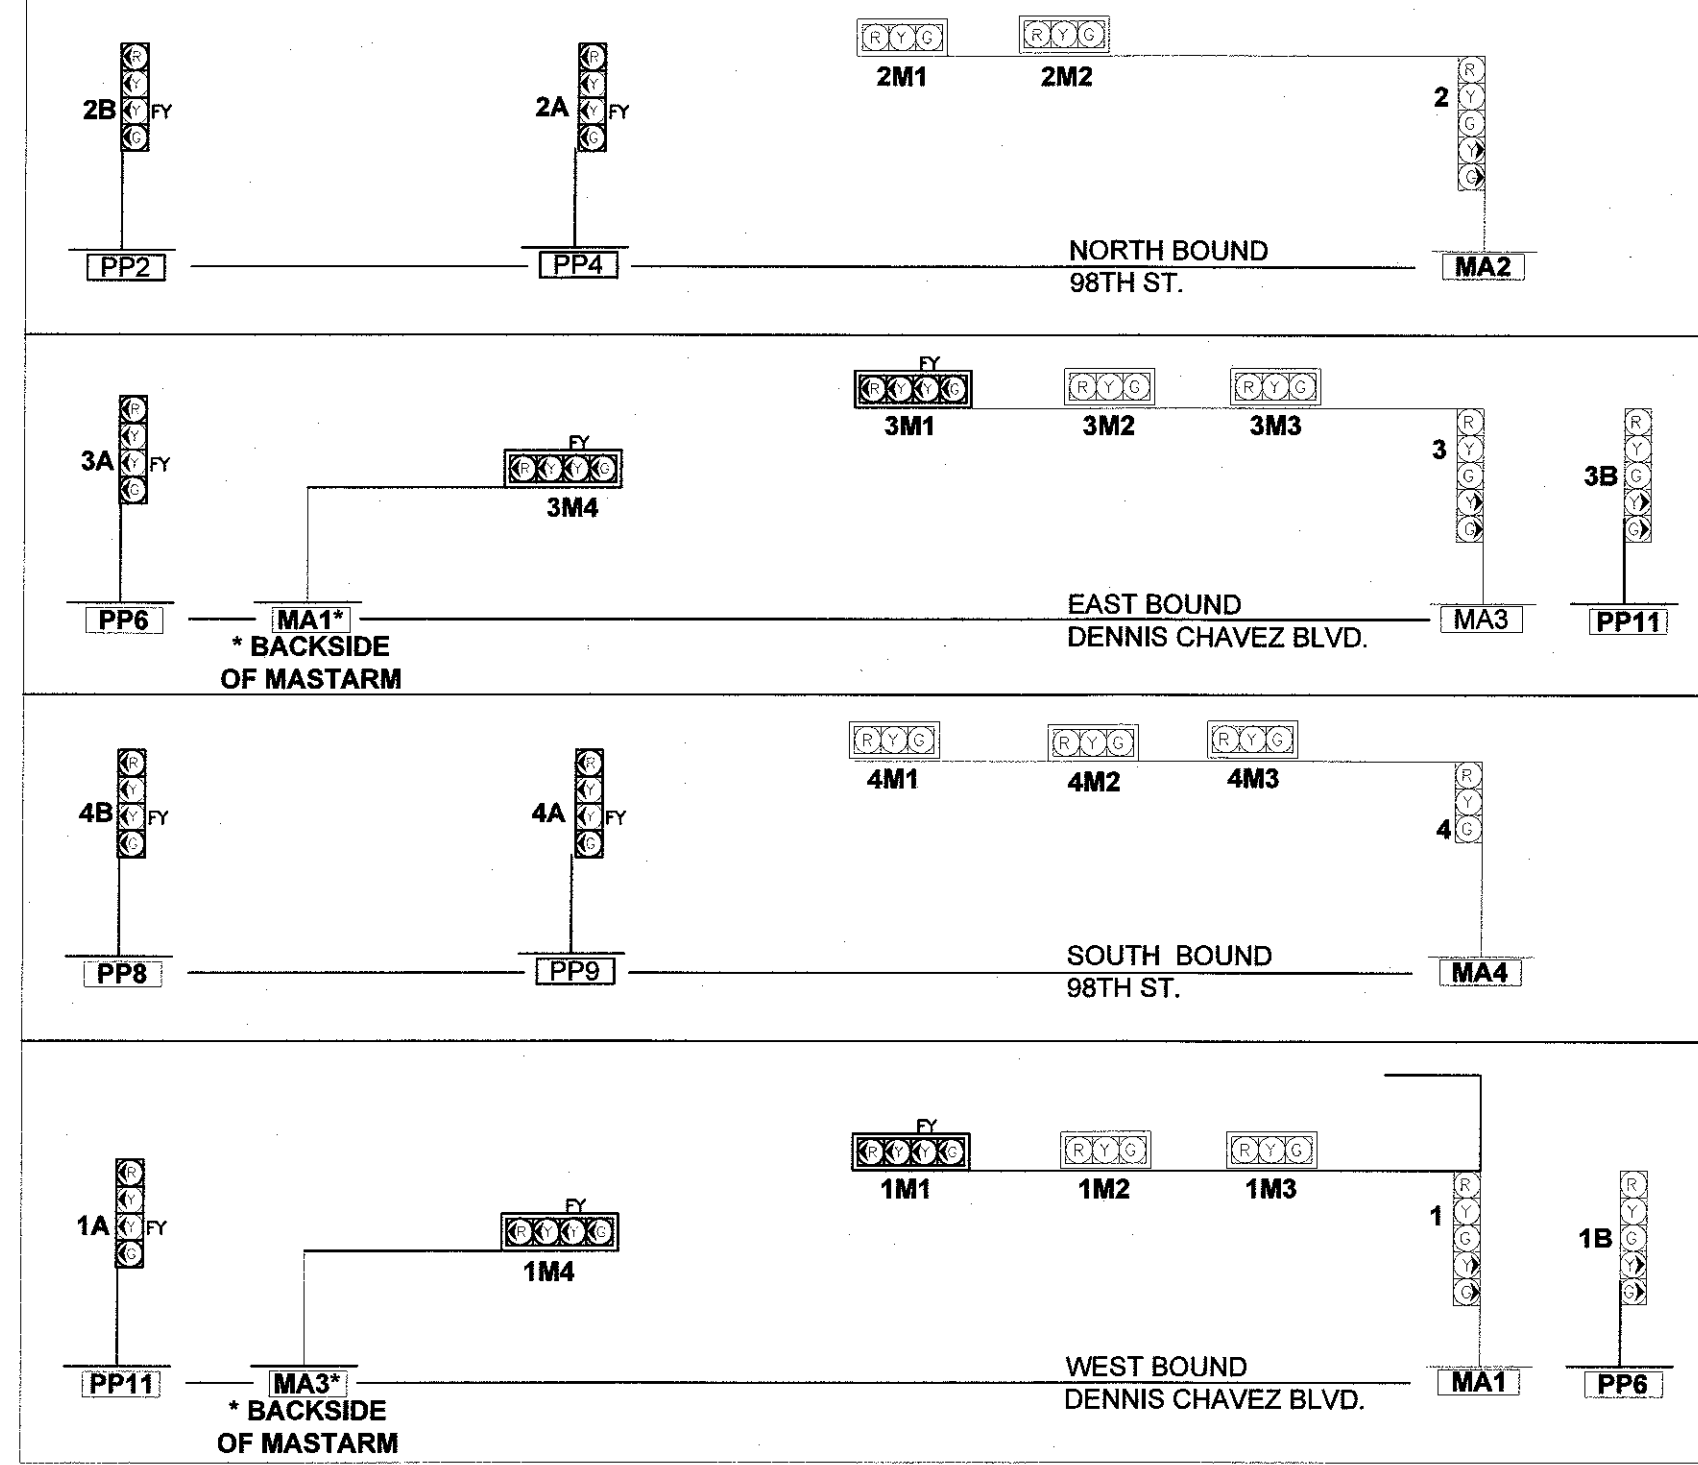 R Y G
R Y G
2M1
2M2
R
Y
Y
G
2B
FY
R
Y
Y
G
2A
FY
R
Y
G
Y
G
2
PP2
PP4
NORTH BOUND
98TH ST.
MA2
FY
R Y Y G
R Y G
R Y G
3M1
3M2
3M3
R
Y
Y
G
3A
FY
FY
R Y Y G
3M4
R
Y
G
Y
G
3
R
Y
G
Y
G
3B
PP6
MA1*
* BACKSIDE
OF MASTARM
EAST BOUND
DENNIS CHAVEZ BLVD.
MA3
PP11
R Y G
R Y G
R Y G
4M1
4M2
4M3
R
Y
Y
G
4B
FY
R
Y
Y
G
4A
FY
R
Y
G
4
PP8
PP9
SOUTH BOUND
98TH ST.
MA4
FY
R Y Y G
R Y G
R Y G
1M1
1M2
1M3
R
Y
Y
G
1A
FY
FY
R Y Y G
1M4
R
Y
G
Y
G
1
R
Y
G
Y
G
1B
PP11
MA3*
* BACKSIDE
OF MASTARM
WEST BOUND
DENNIS CHAVEZ BLVD.
MA1
PP6